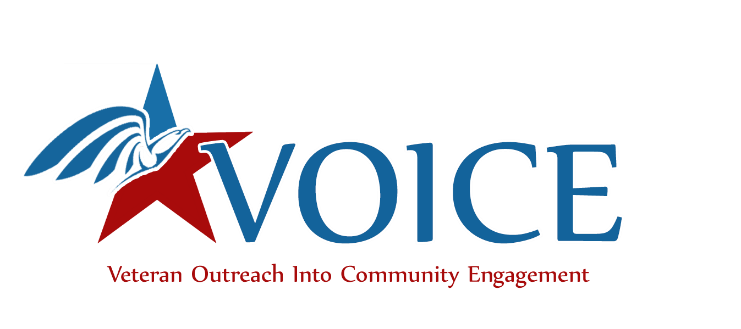 VOICE
Veteran Outreach Into Community Engagement